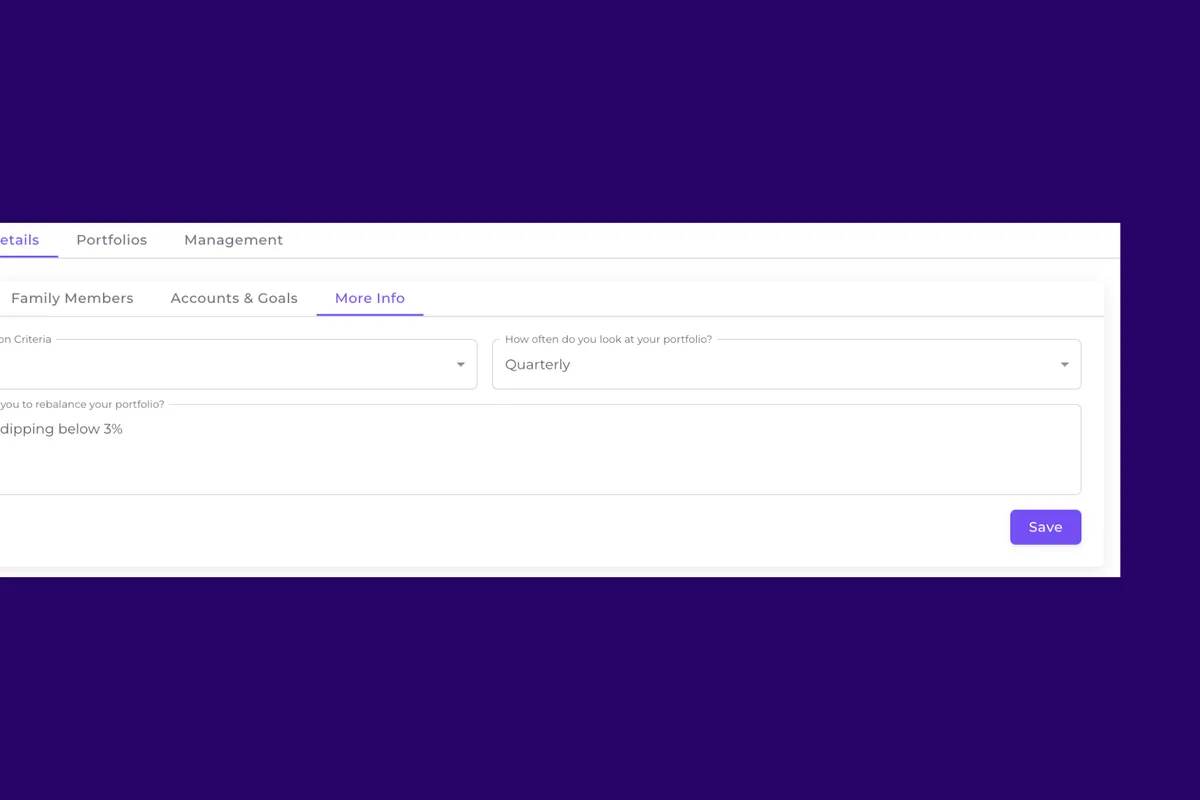 etails Portfolios Management
Family Members Accounts & Goals More Info
on Criteria How often do you look at your portfolio?
Quarterly
you to rebalance your portfolio?
dipping below 3%
Save